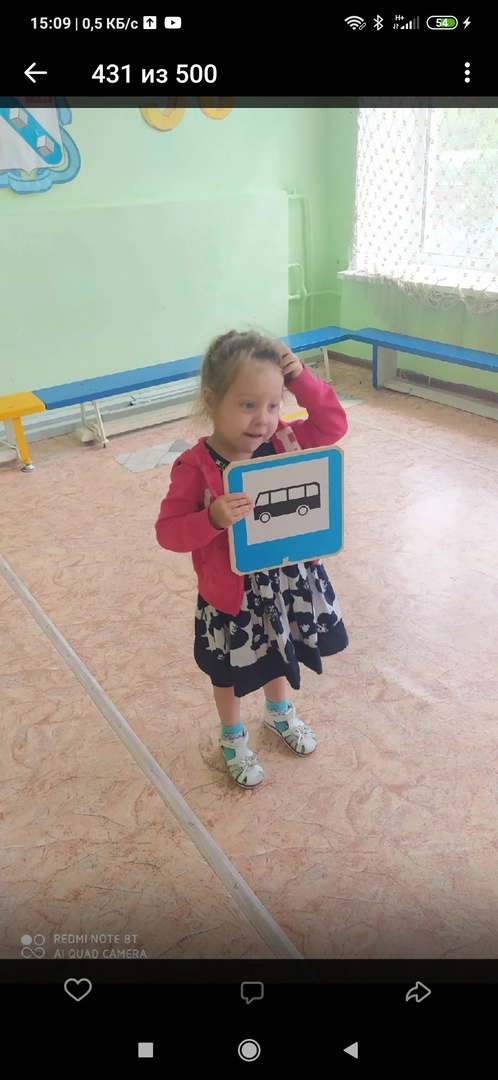 15:09 | 0,5 КБ/с
H+
54
431 из 500
REDMI NOTE 8T
AI QUAD CAMERA